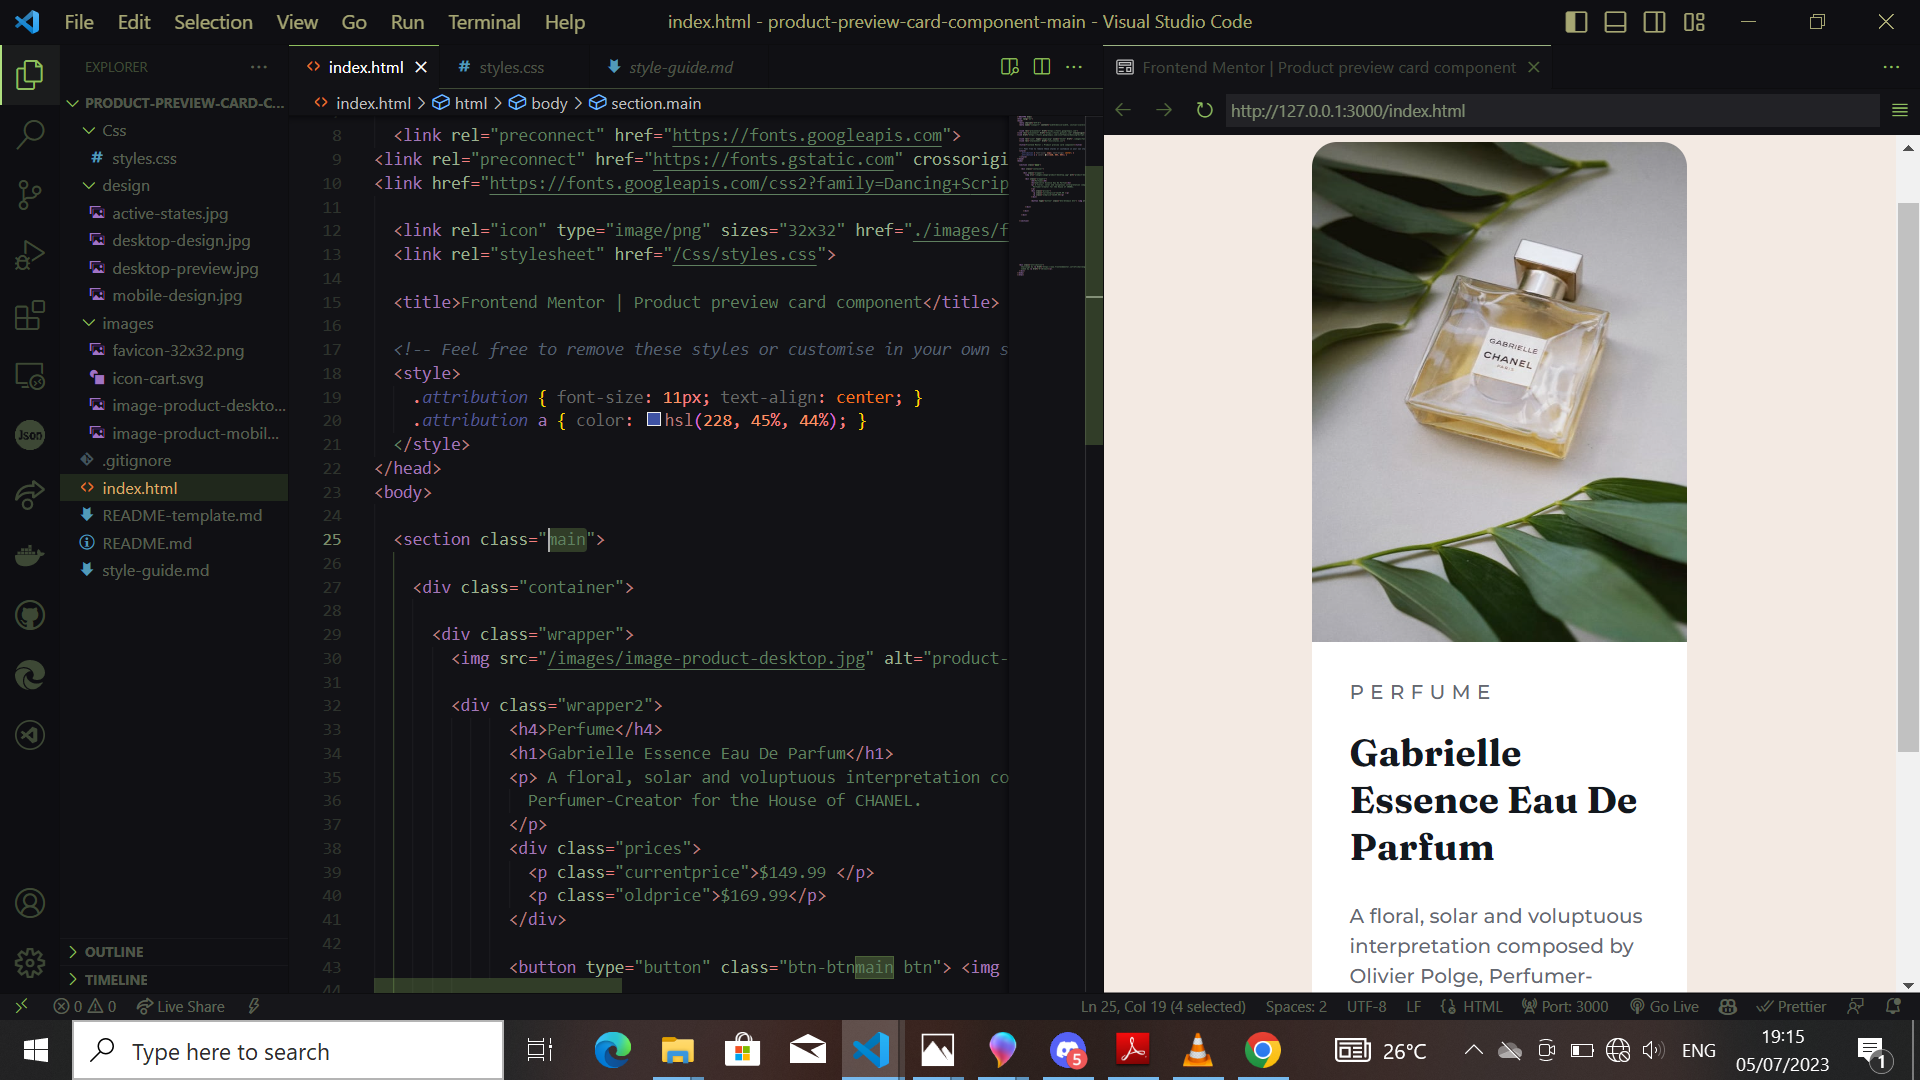 File Edit Selection View Go Run Terminal Help
index.html - product-preview-card-component-main - Visual Studio Code
EXPLORER
PRODUCT-PREVIEW-CARD-C...
Css
styles.css
design
active-states.jpg
desktop-design.jpg
desktop-preview.jpg
mobile-design.jpg
images
favicon-32x32.png
icon-cart.svg
image-product-deskto...
image-product-mobil...
.gitignore
index.html
README-template.md
README.md
style-guide.md
OUTLINE
TIMELINE
Json
index.html
styles.css
style-guide.md
index.html > html > body > section.main
8 <link rel="preconnect" href="https://fonts.googleapis.com">
9 <link rel="preconnect" href="https://fonts.gstatic.com" crossorigi
10 <link href="https://fonts.googleapis.com/css2?family=Dancing+Scrip
11
12 <link rel="icon" type="image/png" sizes="32x32" href="./images/f
13 <link rel="stylesheet" href="/Css/styles.css">
14
15 <title>Frontend Mentor | Product preview card component</title>
16
17 <!-- Feel free to remove these styles or customise in your own s
18 <style>
19 .attribution { font-size: 11px; text-align: center; }
20 .attribution a { color: hsl(228, 45%, 44%); }
21 </style>
22 </head>
23 <body>
24
25 <section class="main">
26
27 <div class="container">
28
29 <div class="wrapper">
30 <img src="/images/image-product-desktop.jpg" alt="product-
31
32 <div class="wrapper2">
33 <h4>Perfume</h4>
34 <h1>Gabrielle Essence Eau De Parfum</h1>
35 <p> A floral, solar and voluptuous interpretation co
36 Perfumer-Creator for the House of CHANEL.
37 </p>
38 <div class="prices">
39 <p class="currentprice">$149.99 </p>
40 <p class="oldprice">$169.99</p>
41 </div>
42
43 <button type="button" class="btn-btnmain btn"> <img
44
Frontend Mentor | Product preview card component
http://127.0.0.1:3000/index.html
GABRIELLE
CHANEL
PARIS
PERFUME
Gabrielle
Essence Eau De
Parfum
A floral, solar and voluptuous
interpretation composed by
Olivier Polge, Perfumer-
0 0 Live Share
Ln 25, Col 19 (4 selected) Spaces: 2 UTF-8 LF HTML Port: 3000 Go Live Prettier
Type here to search
5
26°C
ENG
19:15
05/07/2023
1